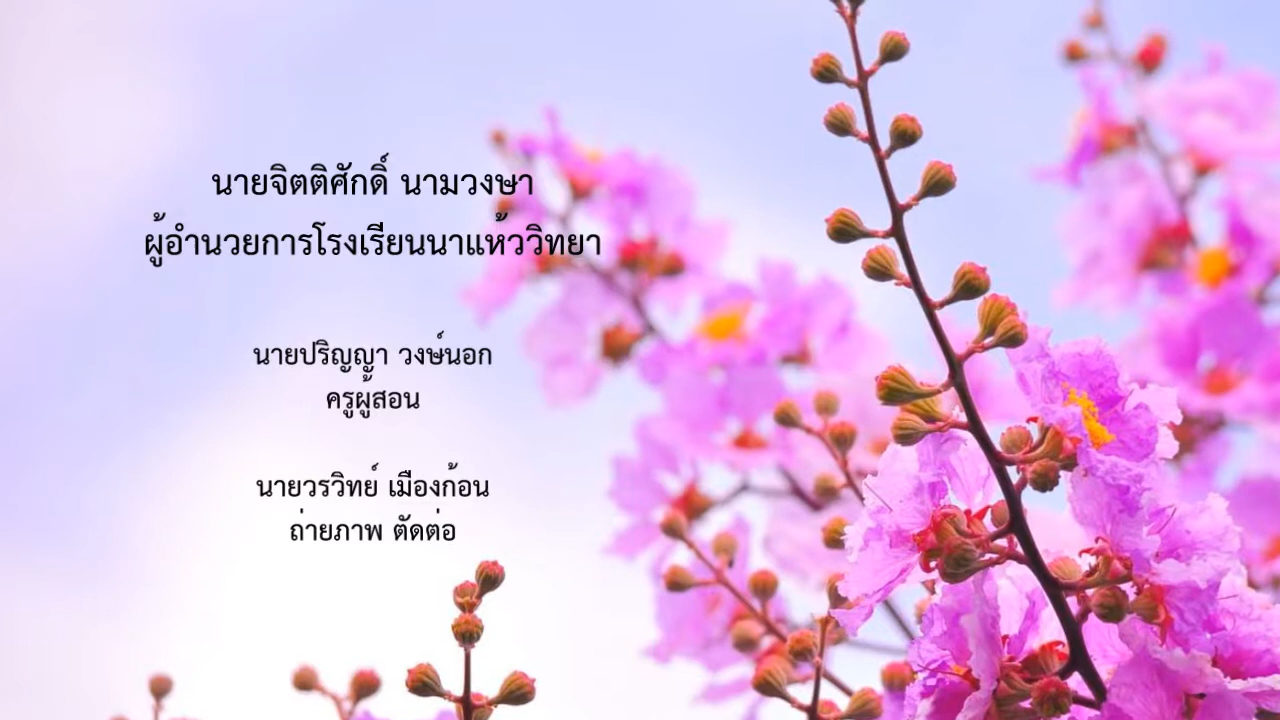 นายจิตติศักดิ์ นามวงษา
ผู้อำนวยการโรงเรียนนาแห้ววิทยา
นายปริญญา วงษ์นอก
ครูผู้สอน
นายวรวิทย์ เมืองก้อน
ถ่ายภาพ ตัดต่อ